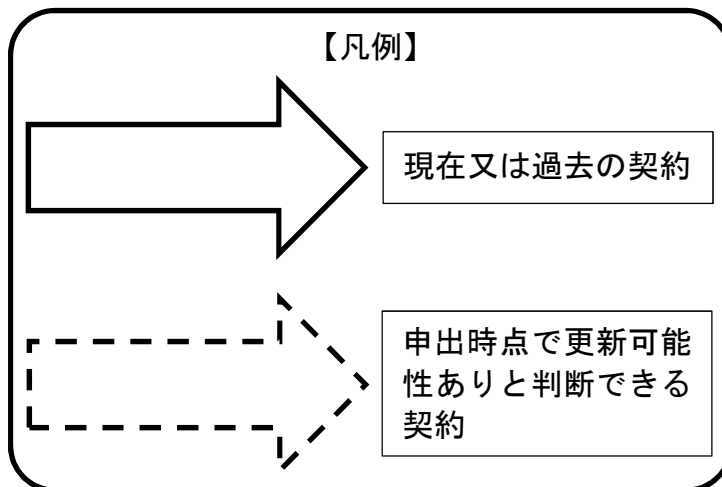 【凡例】
現在又は過去の契約
申出時点で更新可能
性ありと判断できる
契約